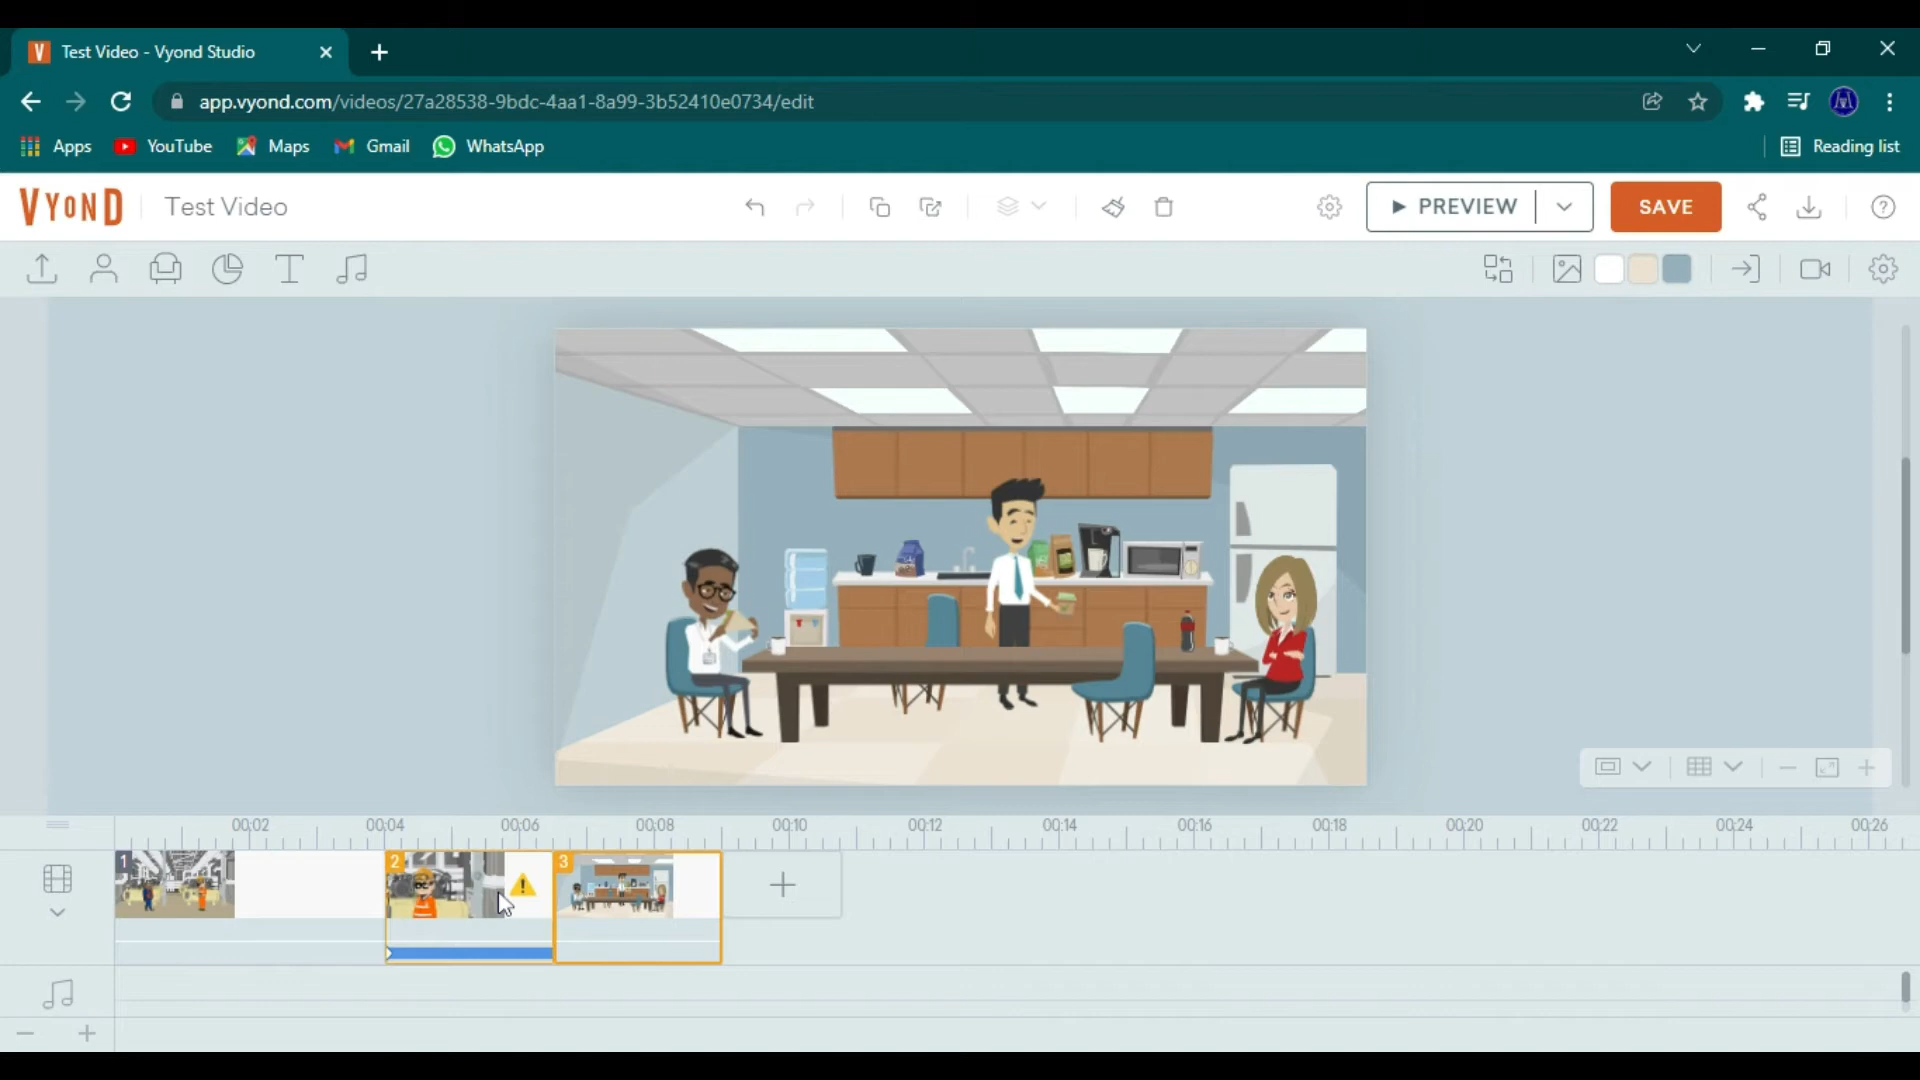 V Test Video - Vyond Studio
app.vyond.com/videos/27a28538-9bdc-4aa1-8a99-3b52410e0734/edit
Apps YouTube Maps Gmail WhatsApp Reading list
VYOND Test Video PREVIEW SAVE
00:02 00:04 00:06 00:08 00:10 00:12 00:14 00:16 00:18 00:20 00:22 00:24 00:26
1 2 3